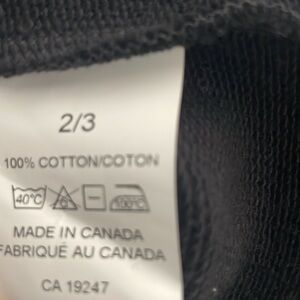 2/3
100% COTTON/COTON
40°C
MADE IN CANADA
FABRIQUÉ AU CANADA
CA 19247